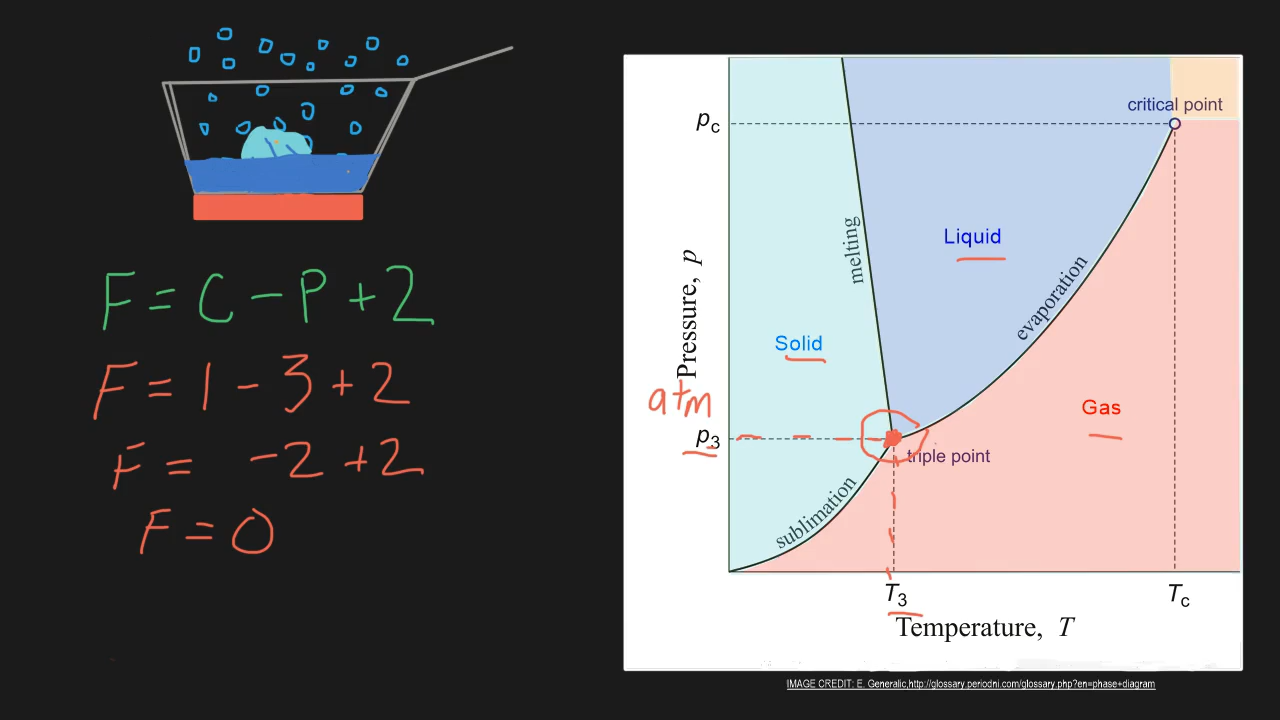 F = C - P + 2
F = 1 - 3 + 2
F = -2 + 2
F = 0
critical point
pc
melting
Liquid
evaporation
Pressure, p
Solid
atm
Gas
p3
triple point
sublimation
T3
Tc
Temperature, T
IMAGE CREDIT: E. Generalic,http://glossary.periodni.com/glossary.php?en=phase+diagram